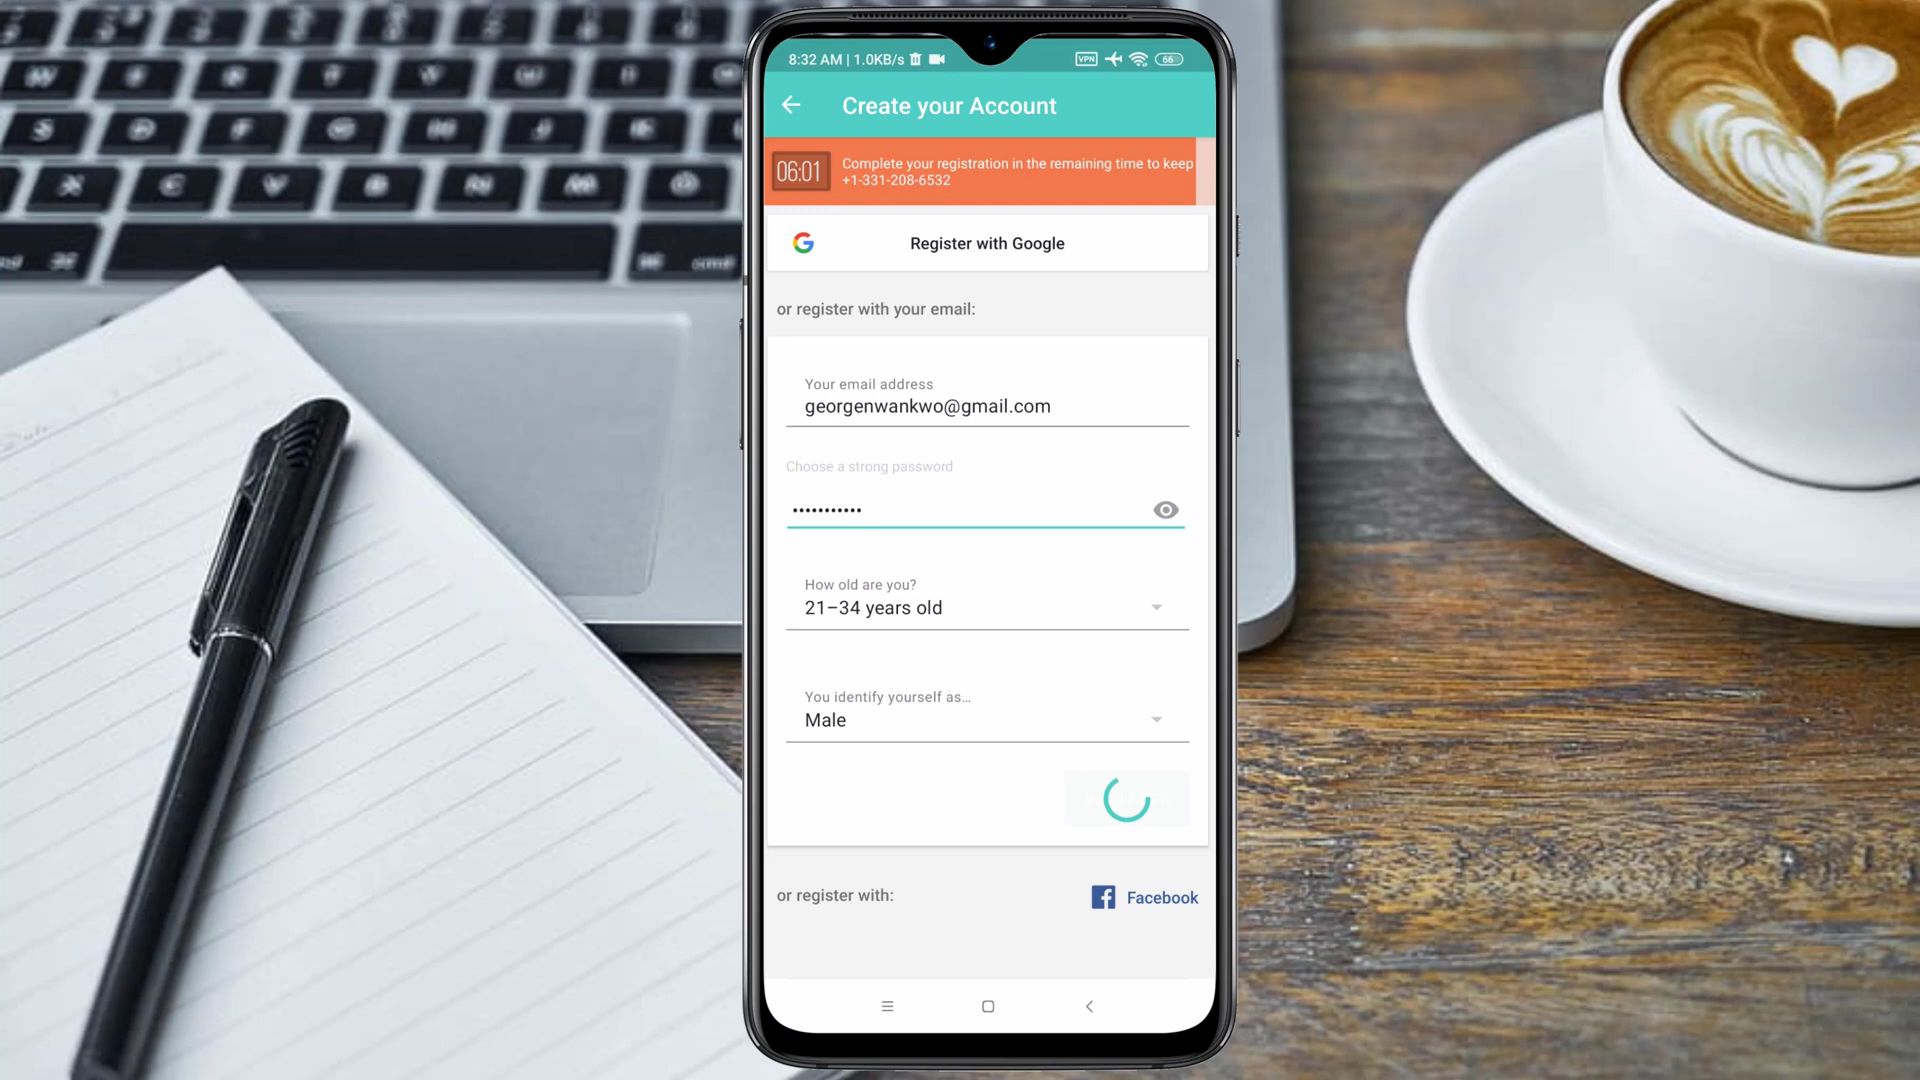 8:32 AM | 1.0KB/s
VPN
66
Create your Account
06:01
Complete your registration in the remaining time to keep
+1-331-208-6532
Register with Google
or register with your email:
Your email address
georgenwankwo@gmail.com
Choose a strong password
•••••••••••
How old are you?
21–34 years old
You identify yourself as...
Male
or register with:
Facebook